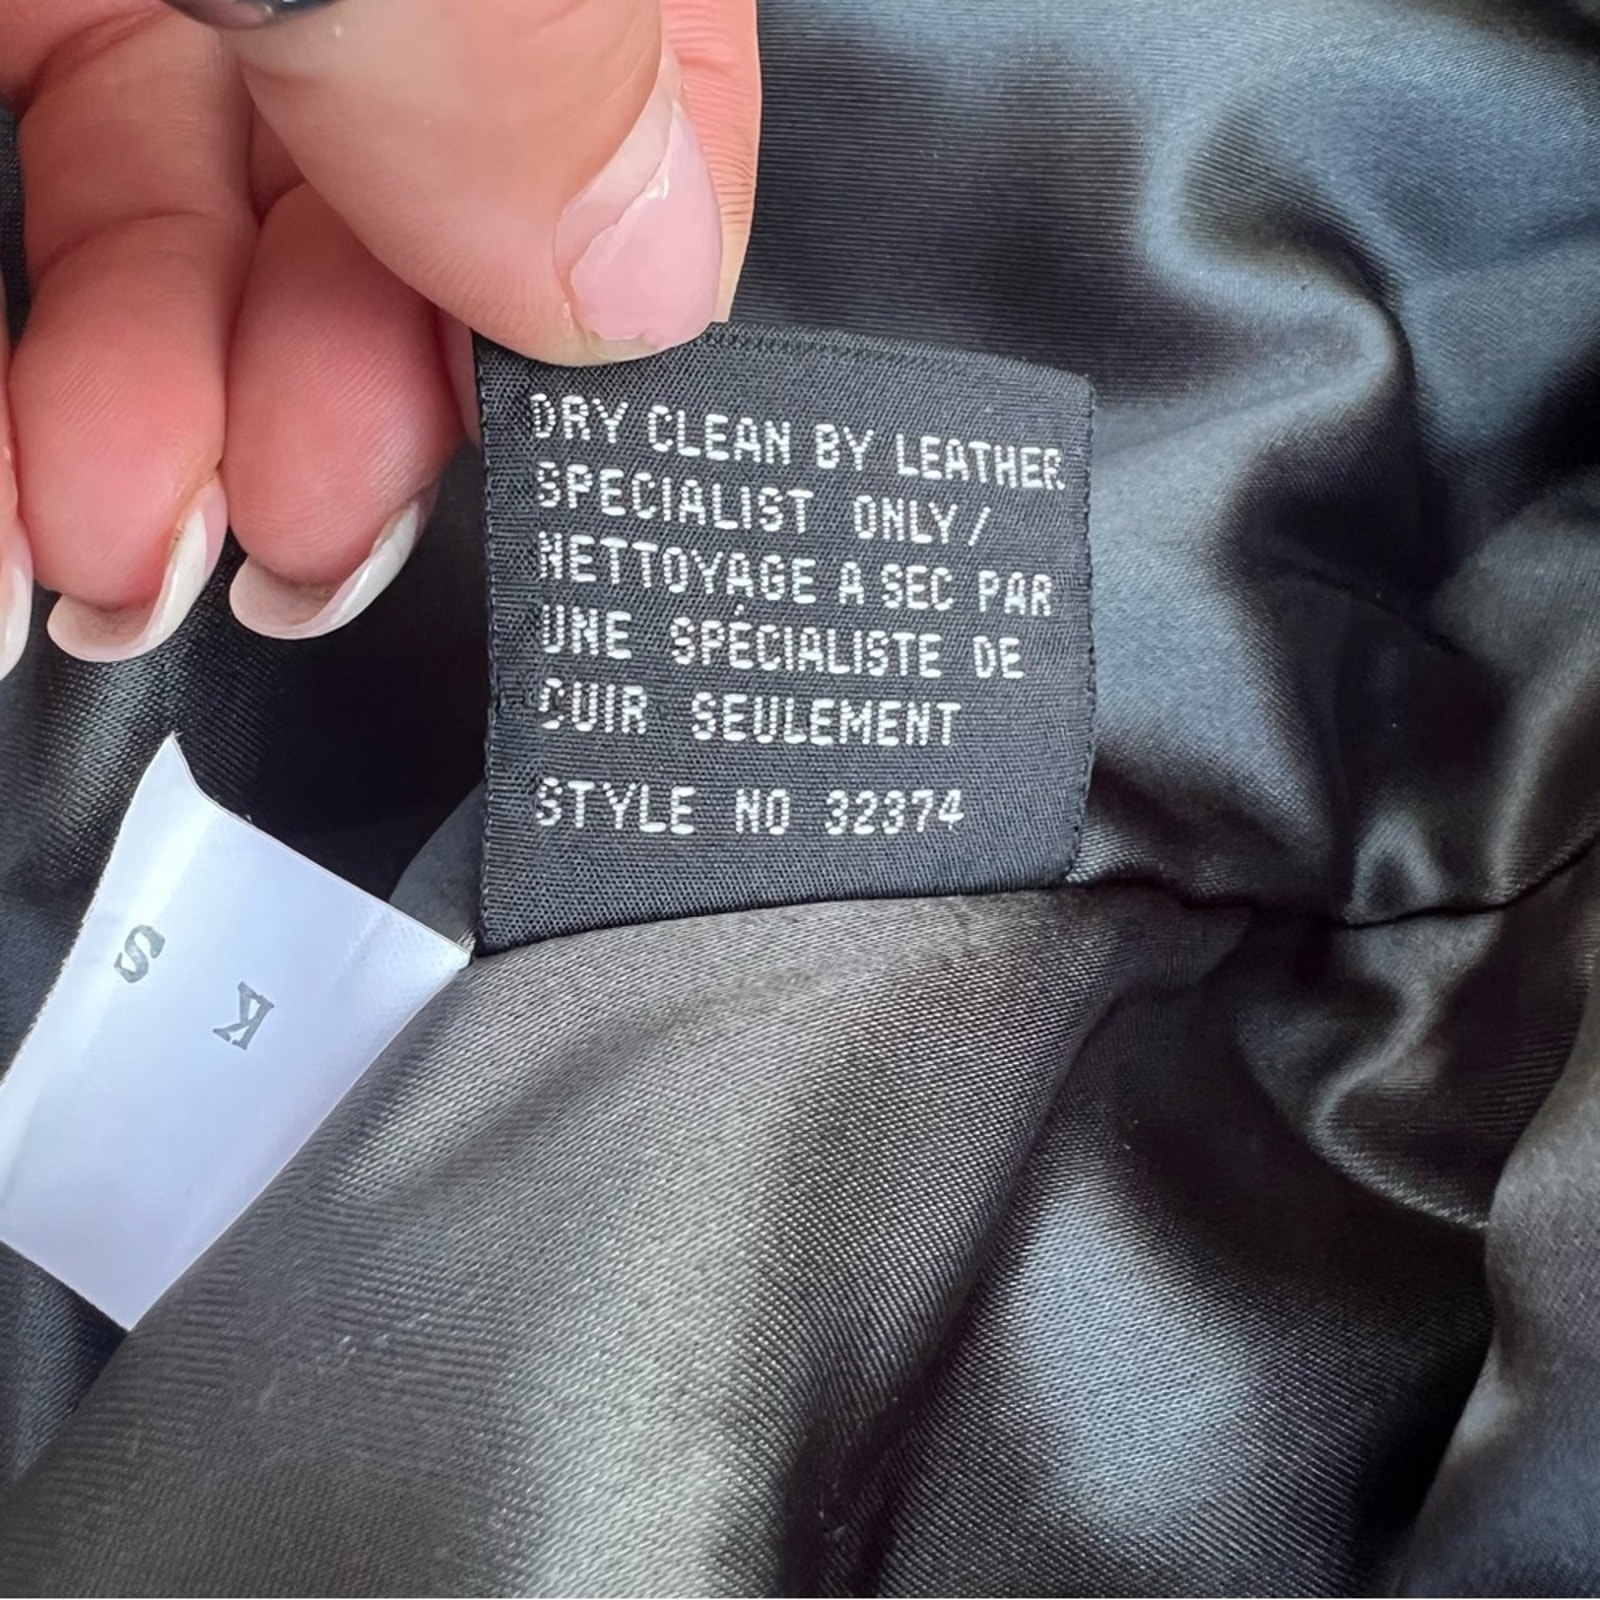 DRY CLEAN BY LEATHER
SPECIALIST ONLY/
NETTOYAGE A SEC PAR
UNE SPÉCIALISTE DE
CUIR SEULEMENT
STYLE NO 32374
S K